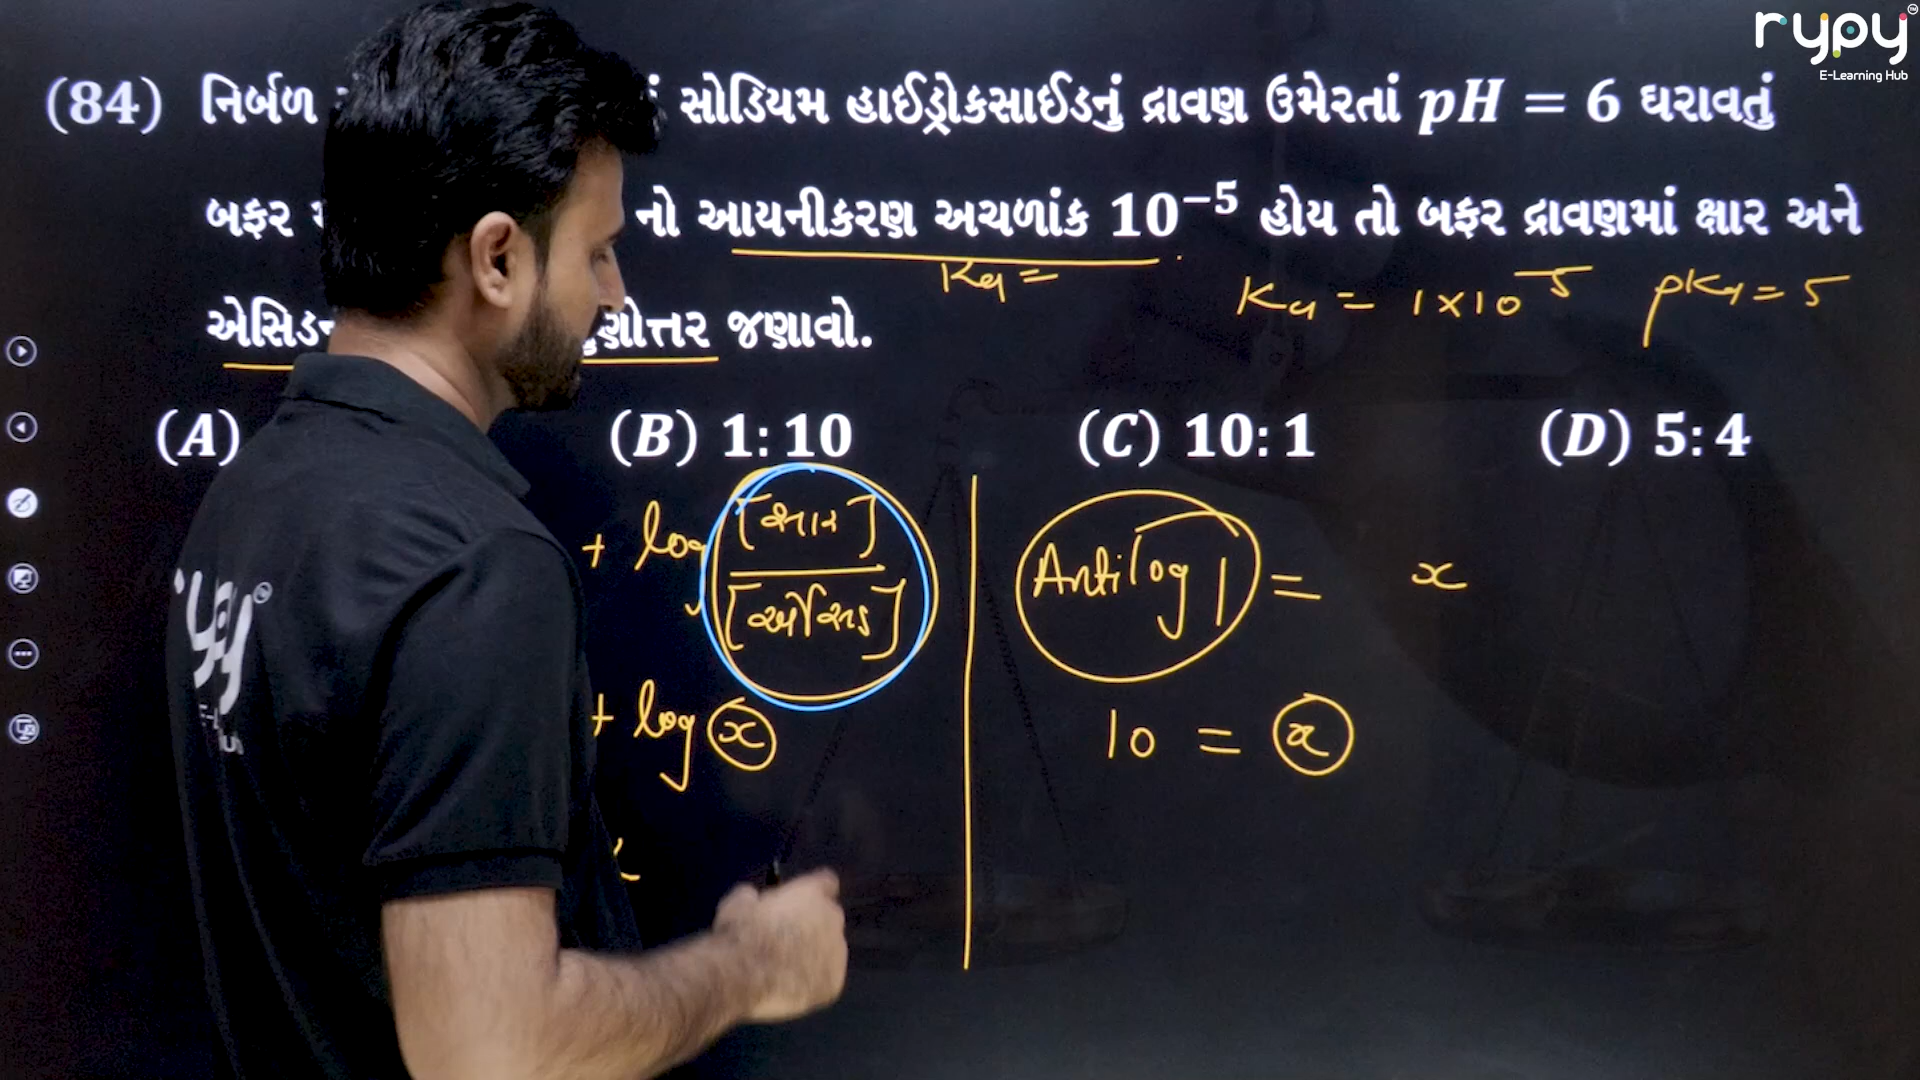 rypy
E-Learning Hub
(84) નિર્બળ સોડિયમ હાઈડ્રોકસાઈડનું દ્રાવણ ઉમેરતાં pH = 6 ધરાવતું
બફર નો આયનીકરણ અચળાંક 10⁻⁵ હોય તો બફર દ્રાવણમાં ક્ષાર અને
Ka =
Ka = 1 × 10⁻⁵ pKa = 5
ગુણોત્તર જણાવો.
(A) (B) 1: 10 (C) 10: 1 (D) 5: 4
+ log [ક્ષાર] / [એસિડ]
Antilog 1 = x
+ log x
10 = x